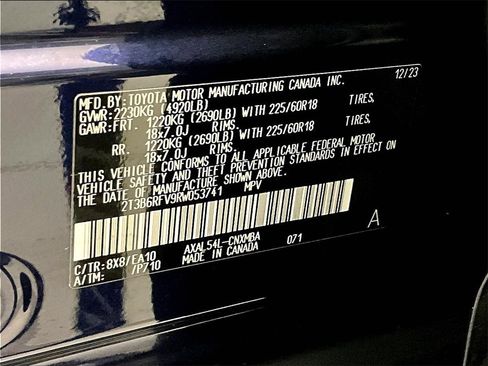 MFD. BY: TOYOTA MOTOR MANUFACTURING CANADA INC. 12/23
GVWR: 2230KG (4920LB)
GAWR: FRT. 1220KG (2690LB) WITH 225/60R18 TIRES,
18x7.0J RIMS.
RR. 1220KG (2690LB) WITH 225/60R18 TIRES,
18x7.0J RIMS.
THIS VEHICLE CONFORMS TO ALL APPLICABLE FEDERAL MOTOR
VEHICLE SAFETY AND THEFT PREVENTION STANDARDS IN EFFECT ON
THE DATE OF MANUFACTURE SHOWN ABOVE.
2T3B6RFV9RW053741 MPV
A
C/TR: 8X8/EA10 AXAL54L-CNXMBA 071
A/TM: /P710 MADE IN CANADA